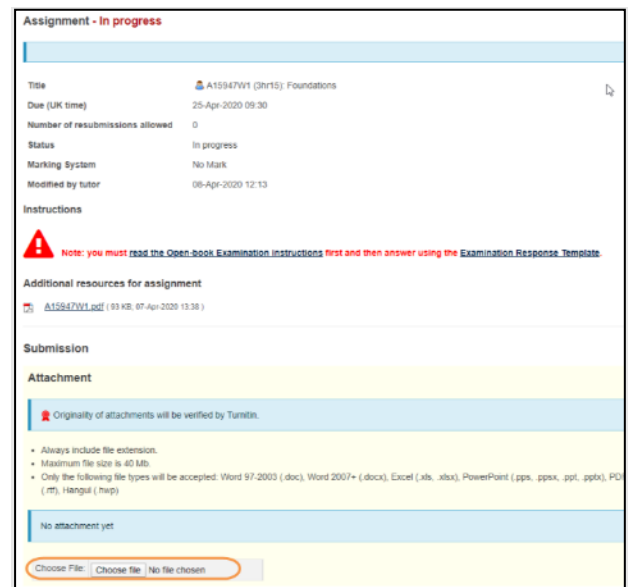 Assignment - In progress
Title A15947W1 (3hr15): Foundations
Due (UK time) 25-Apr-2020 09:30
Number of resubmissions allowed 0
Status In progress
Marking System No Mark
Modified by tutor 08-Apr-2020 12:13
Instructions
Note: you must read the Open-book Examination instructions first and then answer using the Examination Response Template.
Additional resources for assignment
A15947W1.pdf ( 93 KB, 07-Apr-2020 13:38 )
Submission
Attachment
Originality of attachments will be verified by Turnitin.
• Always include file extension.
• Maximum file size is 40 Mb.
• Only the following file types will be accepted: Word 97-2003 (.doc), Word 2007+ (.docx), Excel (.xls, .xlsx), PowerPoint (.pps, .ppsx, .ppt, .pptx), PDF
(.rtf), Hangul (.hwp)
No attachment yet
Choose File: Choose file No file chosen